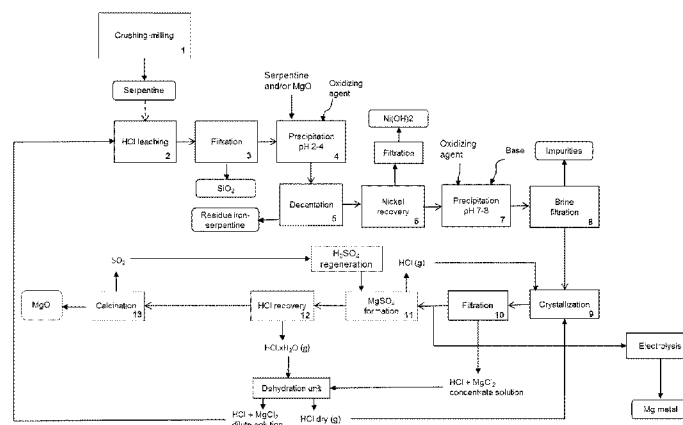 Crushing-milling
1
Serpentine
HCl leaching
2
Filtration
3
Serpentine
and/or MgO
Oxidizing
agent
Precipitation
pH 2-4
4
SiO2
Decantation
5
Residue iron-
serpentine
Ni(OH)2
Filtration
Nickel
recovery
6
Oxidizing
agent
Base
Precipitation
pH 7-8
7
Impurities
Brine
filtration
8
SO2
H2SO4
regeneration
HCl (g)
MgO
Calcination
13
HCl recovery
12
MgSO4
formation
11
Filtration
10
Crystallization
9
Electrolysis
HCl.xH2O (g)
Dehydration unit
HCl + MgCl2
concentrate solution
HCl + MgCl2
dilute solution
HCl dry (g)
Mg metal